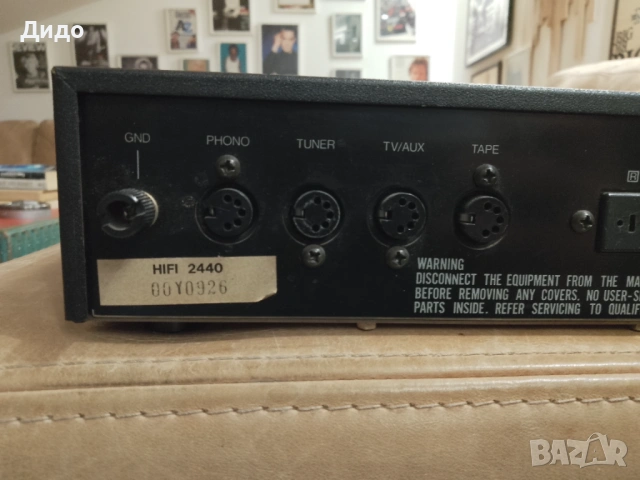 Дидо
REVIEW
GND
PHONO
TUNER
TV/AUX
TAPE
R
HIFI 2440
00Y0926
WARNING
DISCONNECT THE EQUIPMENT FROM THE MA
BEFORE REMOVING ANY COVERS. NO USER-S
PARTS INSIDE. REFER SERVICING TO QUALIF
BAZAR